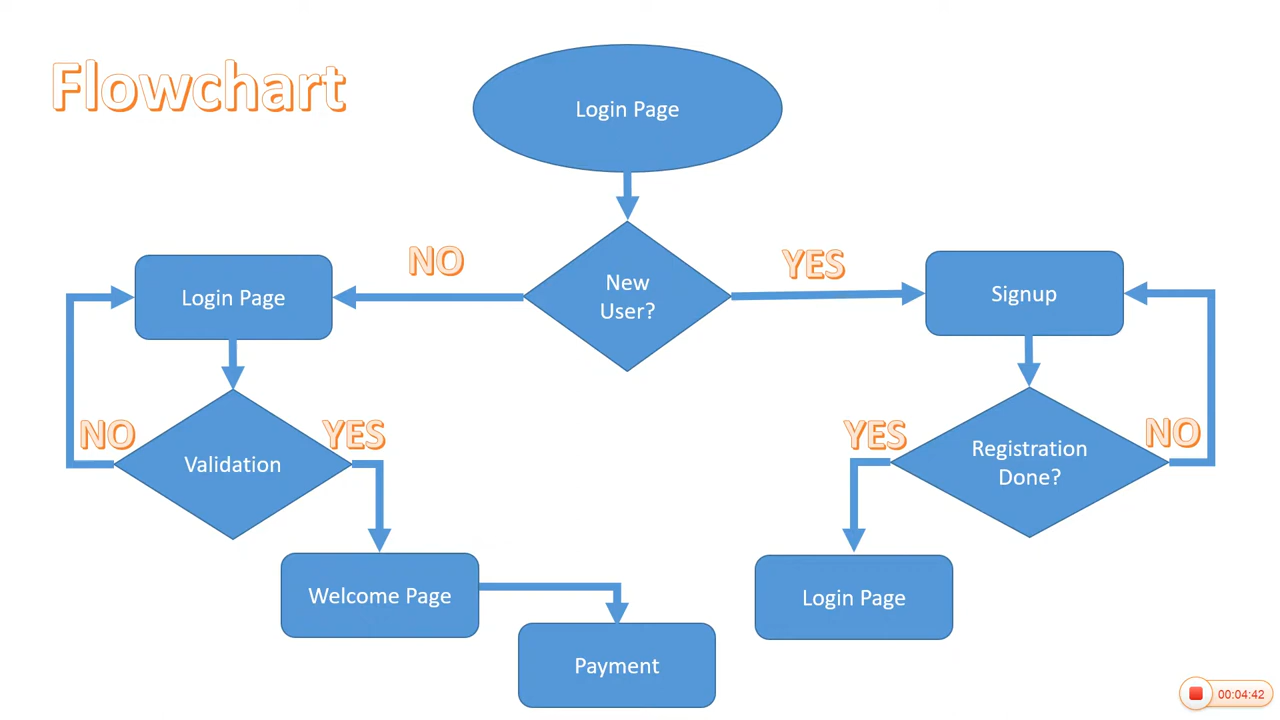 Flowchart
Login Page
New
User?
NO
YES
Login Page
Signup
NO
YES
Validation
YES
NO
Registration
Done?
Welcome Page
Login Page
Payment
00:04:42